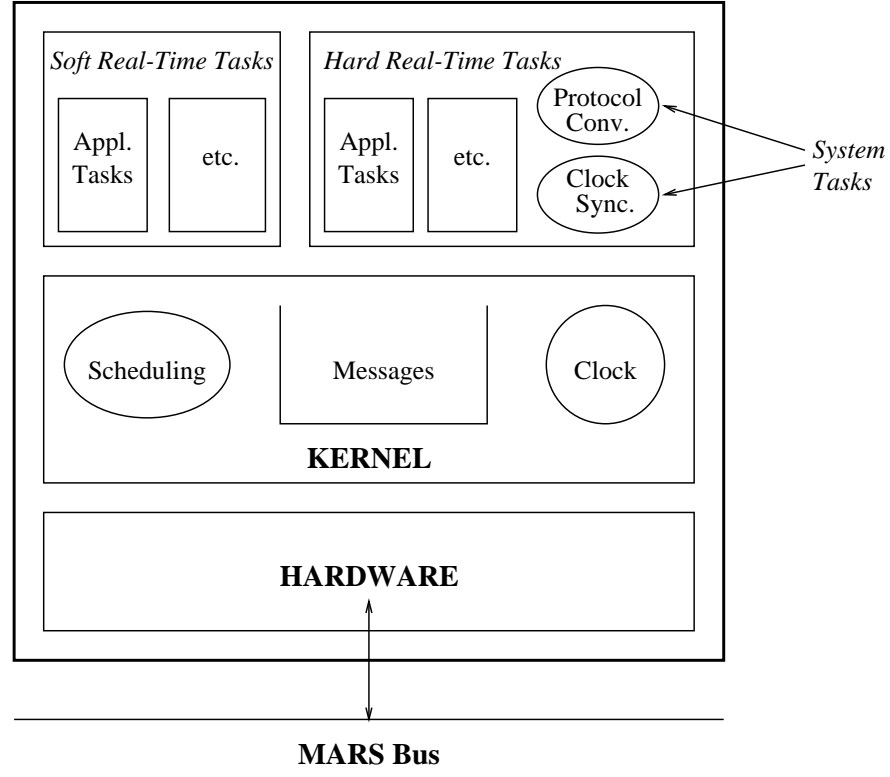 Soft Real-Time Tasks
Appl.
Tasks
etc.
Hard Real-Time Tasks
Appl.
Tasks
etc.
Protocol
Conv.
Clock
Sync.
System
Tasks
Scheduling
Messages
Clock
KERNEL
HARDWARE
MARS Bus